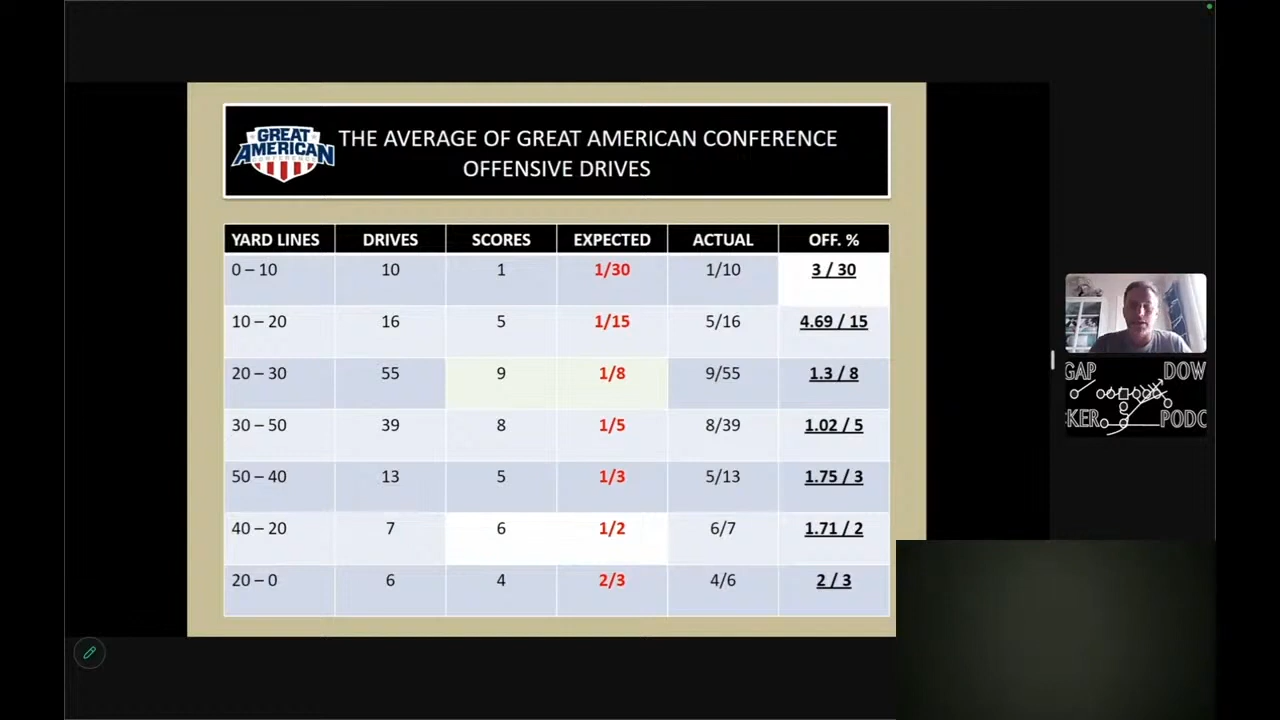 GREAT
AMERICAN
CONFERENCE
THE AVERAGE OF GREAT AMERICAN CONFERENCE
OFFENSIVE DRIVES
YARD LINES DRIVES SCORES EXPECTED ACTUAL OFF. %
0 – 10 10 1 1/30 1/10 3 / 30
10 – 20 16 5 1/15 5/16 4.69 / 15
20 – 30 55 9 1/8 9/55 1.3 / 8
30 – 50 39 8 1/5 8/39 1.02 / 5
50 – 40 13 5 1/3 5/13 1.75 / 3
40 – 20 7 6 1/2 6/7 1.71 / 2
20 – 0 6 4 2/3 4/6 2 / 3
GAP DOW
KER PODC